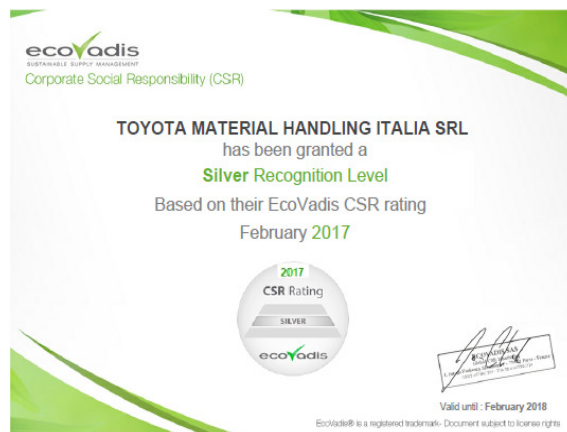 ecovadis
SUSTAINABLE SUPPLY MANAGEMENT
Corporate Social Responsibility (CSR)
TOYOTA MATERIAL HANDLING ITALIA SRL
has been granted a
Silver Recognition Level
Based on their EcoVadis CSR rating
February 2017
2017
CSR Rating
SILVER
ecovadis
ECOVADIS SAS
Valid until : February 2018
EcoVadis® is a registered trademark- Document subject to license rights